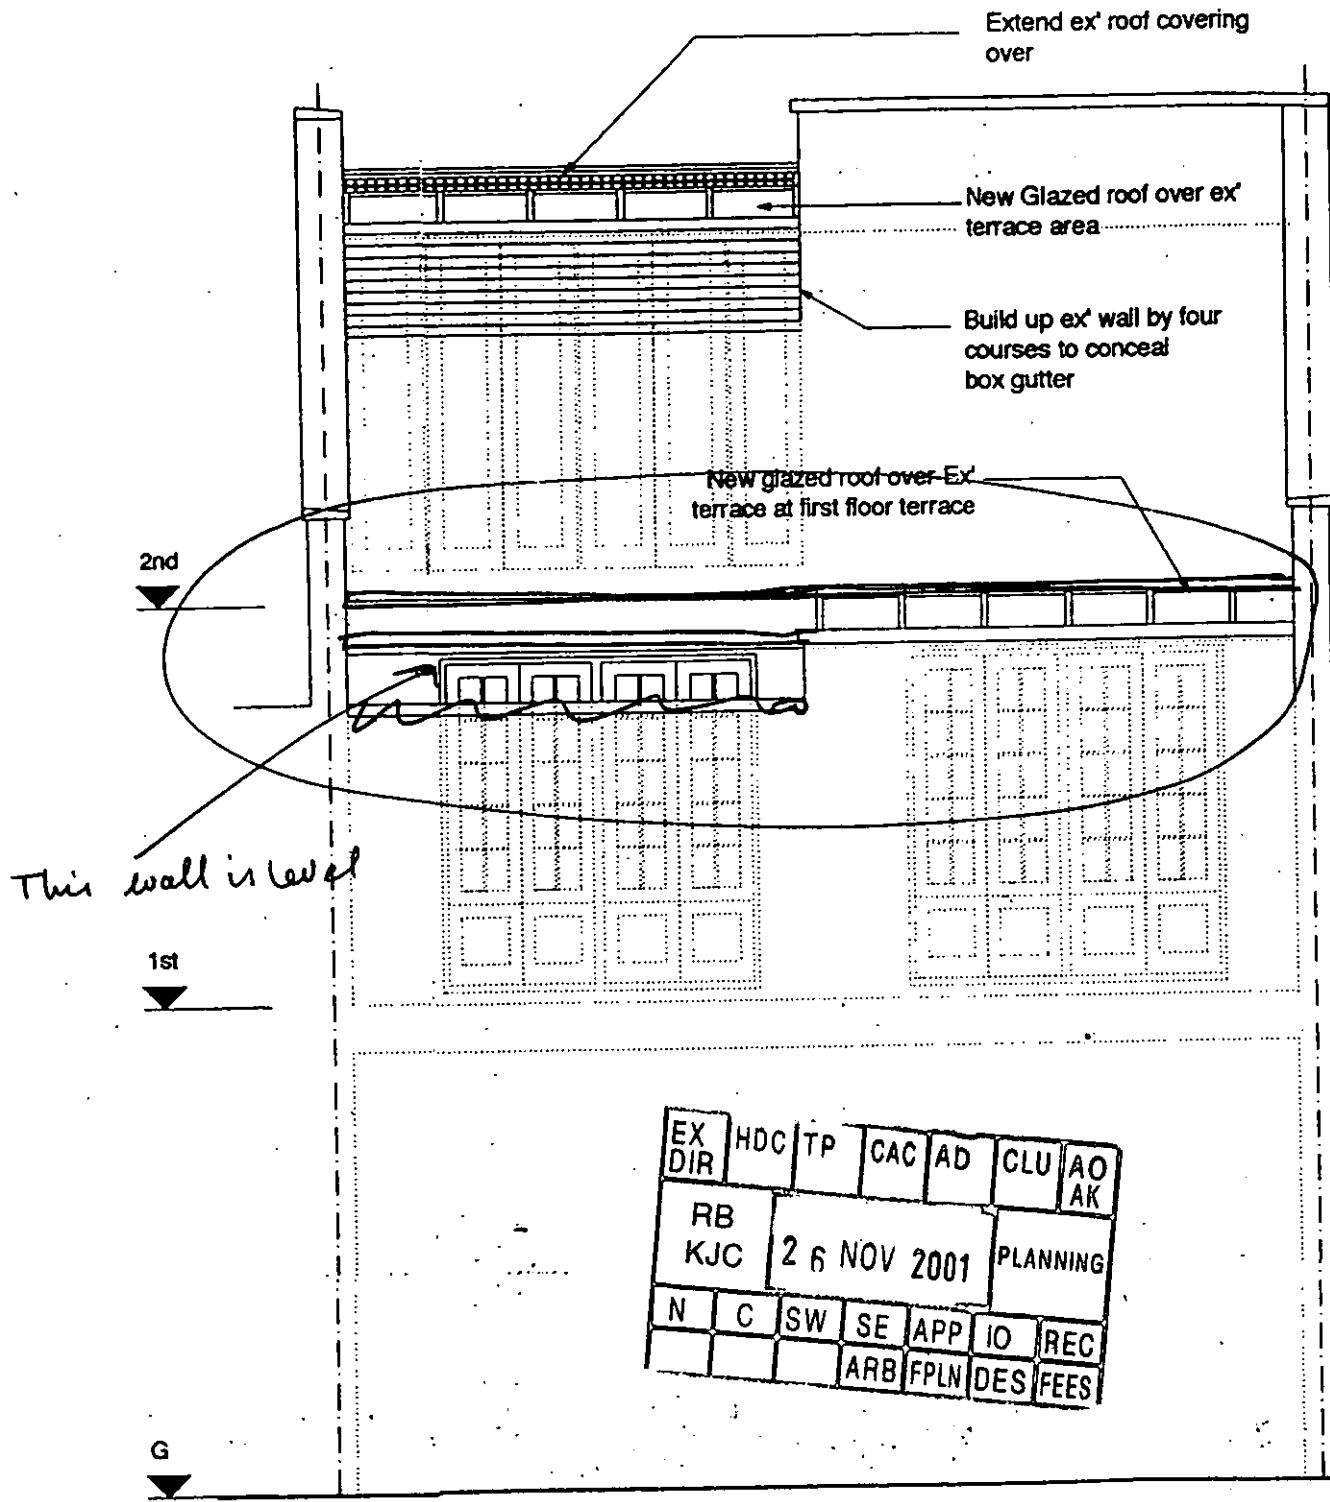 Extend ex' roof covering
over
New Glazed roof over ex'
terrace area
Build up ex' wall by four
courses to conceal
box gutter
New glazed roof over Ex'
terrace at first floor terrace
2nd
This wall is level
1st
EX DIR HDC TP CAC AD CLU AO AK
RB KJC 26 NOV 2001 PLANNING
N C SW SE APP IO REC
ARB FPLN DES FEES
G